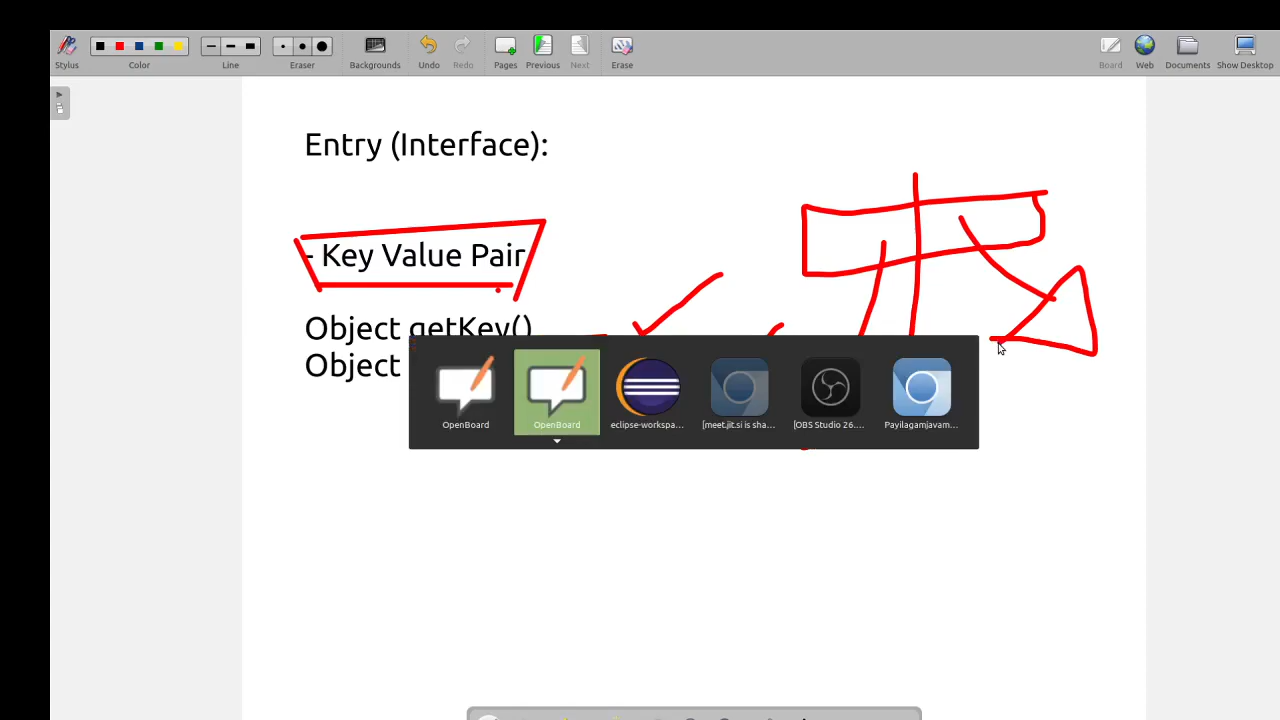 Stylus
Color
Line
Eraser
Backgrounds
Undo
Redo
Pages
Previous
Next
Erase
Board
Web
Documents
Show Desktop
Entry (Interface):
- Key Value Pair
Object getKey()
Object
OpenBoard
OpenBoard
eclipse-workspa...
[meet.jit.si is sha...
[OBS Studio 26....
Payilagamjavam...